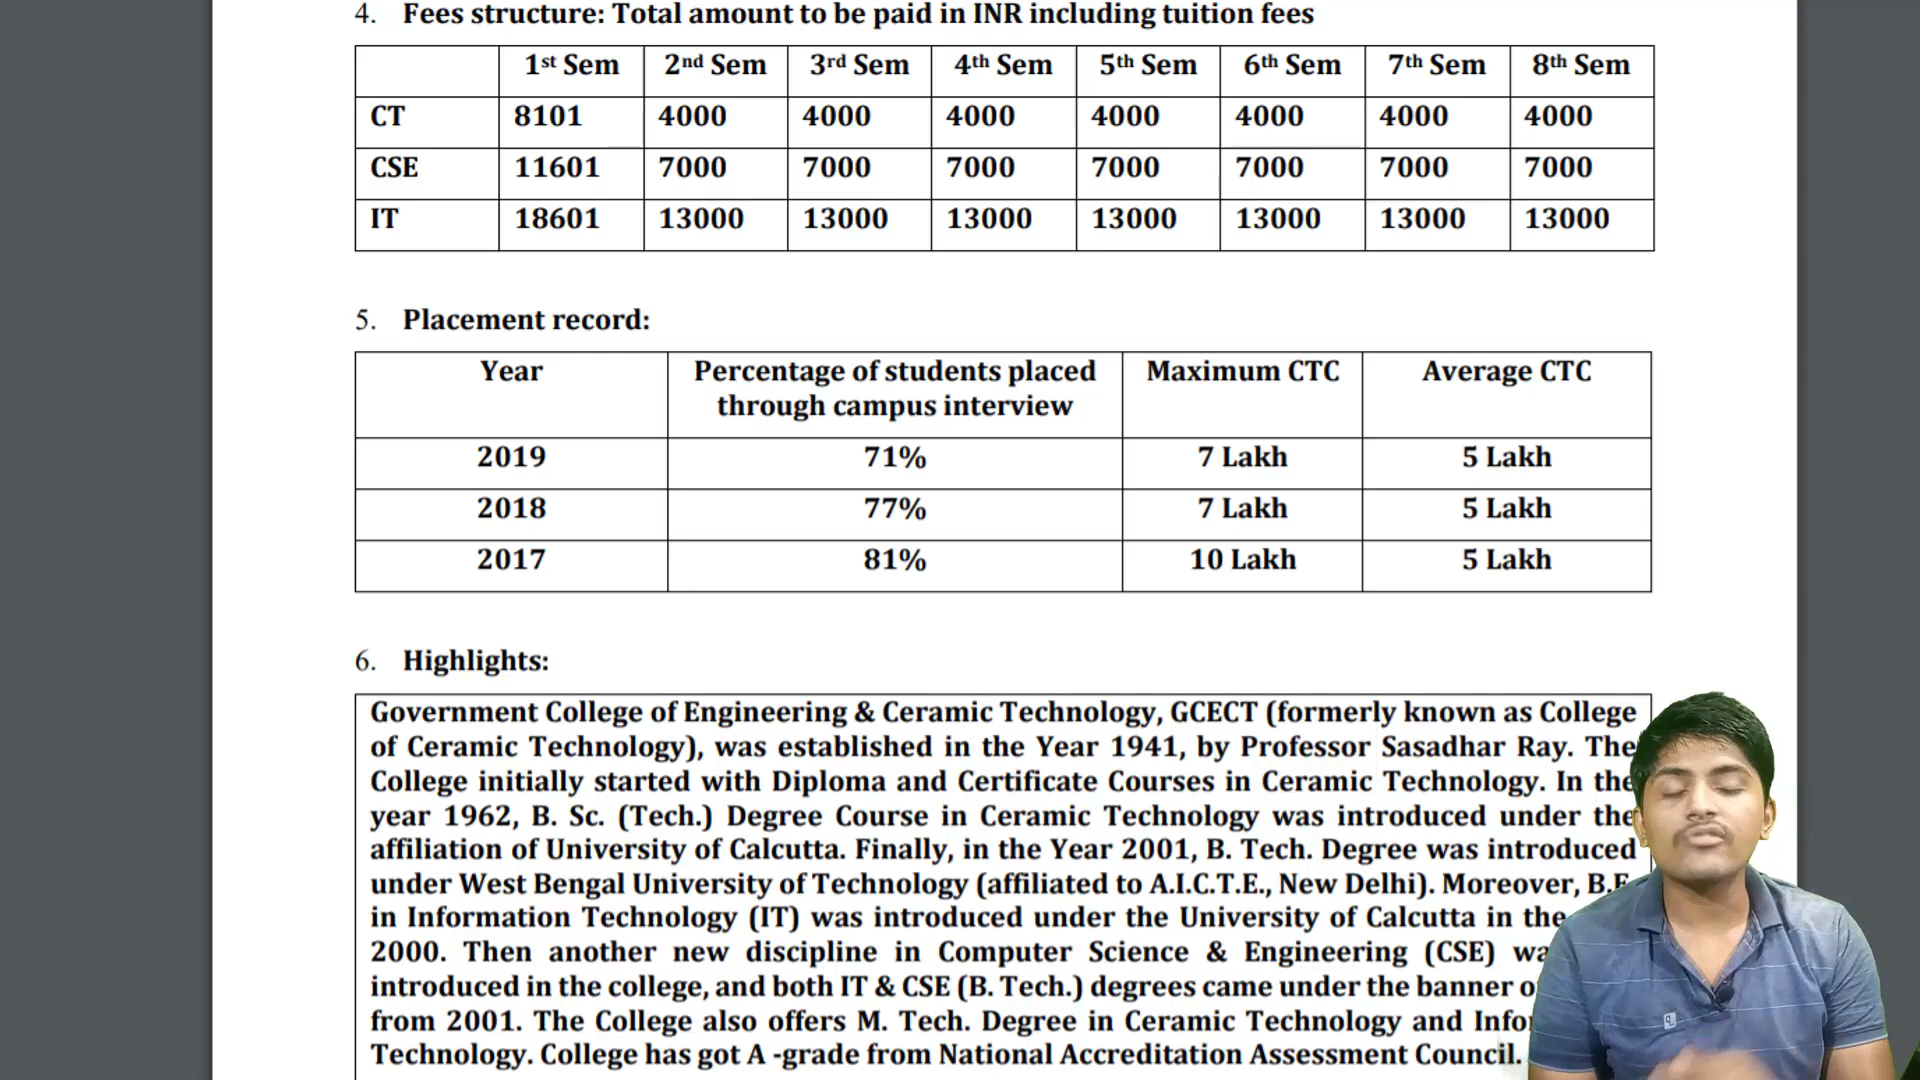 4. Fees structure: Total amount to be paid in INR including tuition fees
1st Sem 2nd Sem 3rd Sem 4th Sem 5th Sem 6th Sem 7th Sem 8th Sem
CT 8101 4000 4000 4000 4000 4000 4000 4000
CSE 11601 7000 7000 7000 7000 7000 7000 7000
IT 18601 13000 13000 13000 13000 13000 13000 13000
5. Placement record:
Year Percentage of students placed through campus interview Maximum CTC Average CTC
2019 71% 7 Lakh 5 Lakh
2018 77% 7 Lakh 5 Lakh
2017 81% 10 Lakh 5 Lakh
6. Highlights:
Government College of Engineering & Ceramic Technology, GCECT (formerly known as College
of Ceramic Technology), was established in the Year 1941, by Professor Sasadhar Ray. The
College initially started with Diploma and Certificate Courses in Ceramic Technology. In the
year 1962, B. Sc. (Tech.) Degree Course in Ceramic Technology was introduced under the
affiliation of University of Calcutta. Finally, in the Year 2001, B. Tech. Degree was introduced
under West Bengal University of Technology (affiliated to A.I.C.T.E., New Delhi). Moreover, B.E.
in Information Technology (IT) was introduced under the University of Calcutta in the
2000. Then another new discipline in Computer Science & Engineering (CSE)
introduced in the college, and both IT & CSE (B. Tech.) degrees came under the banner
from 2001. The College also offers M. Tech. Degree in Ceramic Technology and
Technology. College has got A -grade from National Accreditation Assessment Council.